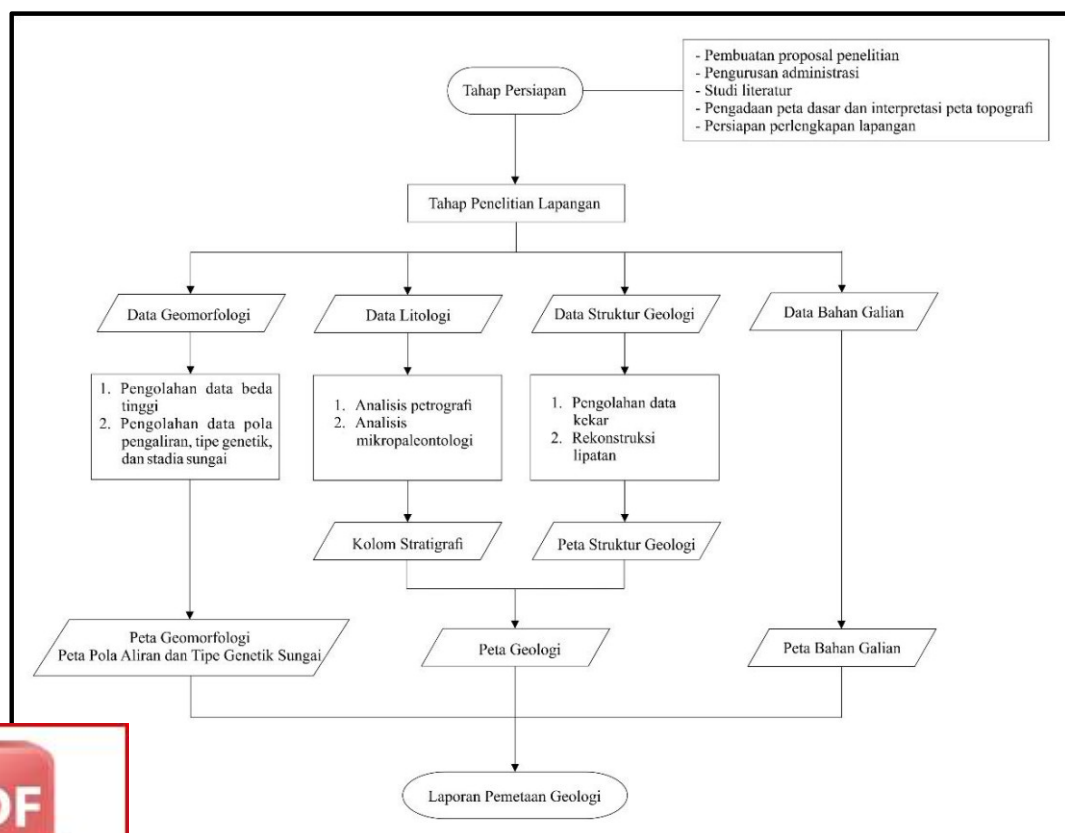 - Pembuatan proposal penelitian
- Pengurusan administrasi
- Studi literatur
- Pengadaan peta dasar dan interpretasi peta topografi
- Persiapan perlengkapan lapangan
Tahap Persiapan
Tahap Penelitian Lapangan
Data Geomorfologi
Data Litologi
Data Struktur Geologi
Data Bahan Galian
1. Pengolahan data beda
tinggi
2. Pengolahan data pola
pengaliran, tipe genetik,
dan stadia sungai
1. Analisis petrografi
2. Analisis
mikropaleontologi
1. Pengolahan data
kekar
2. Rekonstruksi
lipatan
Kolom Stratigrafi
Peta Struktur Geologi
Peta Geomorfologi
Peta Pola Aliran dan Tipe Genetik Sungai
Peta Geologi
Peta Bahan Galian
Laporan Pemetaan Geologi
DF